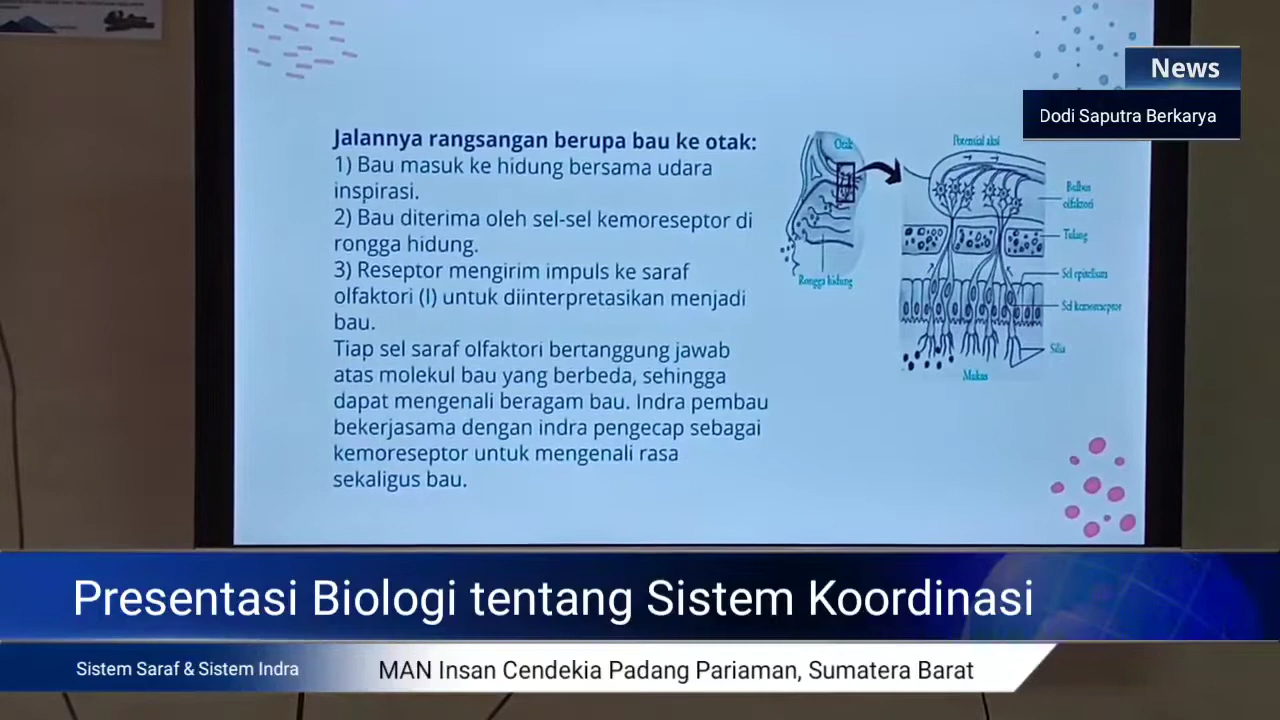 News
Dodi Saputra Berkarya
Jalannya rangsangan berupa bau ke otak:
1) Bau masuk ke hidung bersama udara
inspirasi.
2) Bau diterima oleh sel-sel kemoreseptor di
rongga hidung.
3) Reseptor mengirim impuls ke saraf
olfaktori (I) untuk diinterpretasikan menjadi
bau.
Tiap sel saraf olfaktori bertanggung jawab
atas molekul bau yang berbeda, sehingga
dapat mengenali beragam bau. Indra pembau
bekerjasama dengan indra pengecap sebagai
kemoreseptor untuk mengenali rasa
sekaligus bau.
Otak
Rongga hidung
Potensial aksi
Bulbus
olfaktori
Tulang
Sel epitelium
Sel kemoreseptor
Silia
Mukus
Presentasi Biologi tentang Sistem Koordinasi
Sistem Saraf & Sistem Indra
MAN Insan Cendekia Padang Pariaman, Sumatera Barat